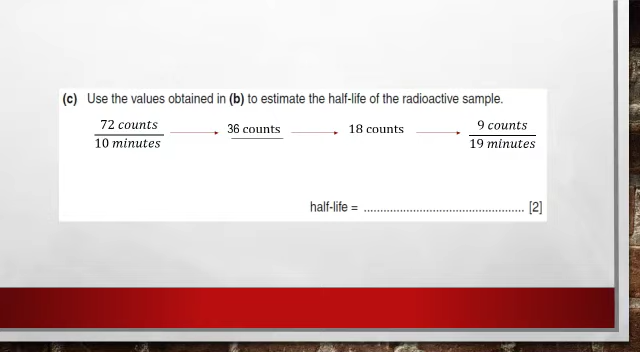 (c) Use the values obtained in (b) to estimate the half-life of the radioactive sample.
72 counts
10 minutes
36 counts
18 counts
9 counts
19 minutes
half-life = ................................................. [2]